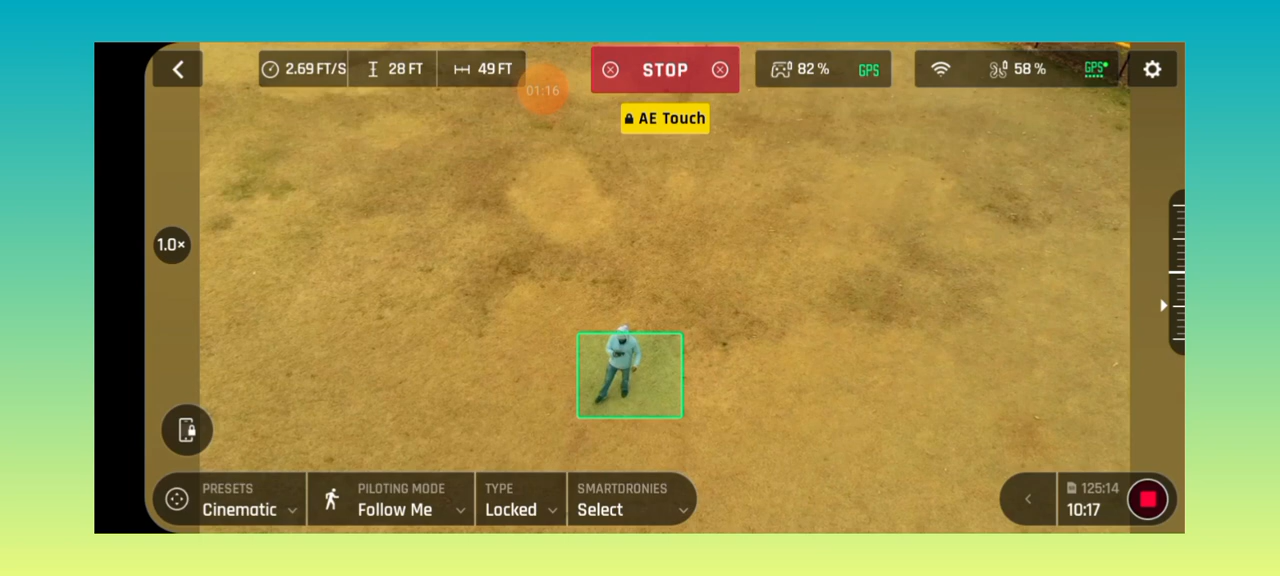 2.69 FT/S 28 FT 49 FT
STOP
82 % GPS
58 % GPS
01:16
AE Touch
1.0×
PRESETS
Cinematic
PILOTING MODE
Follow Me
TYPE
Locked
SMARTDRONIES
Select
125:14
10:17